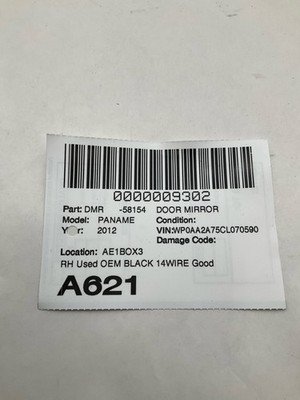 0000009302
Part: DMR -58154 DOOR MIRROR
Model: PANAME Condition:
Y r: 2012 VIN:WP0AA2A75CL070590
Damage Code:
Location: AE1BOX3
RH Used OEM BLACK 14WIRE Good
A621